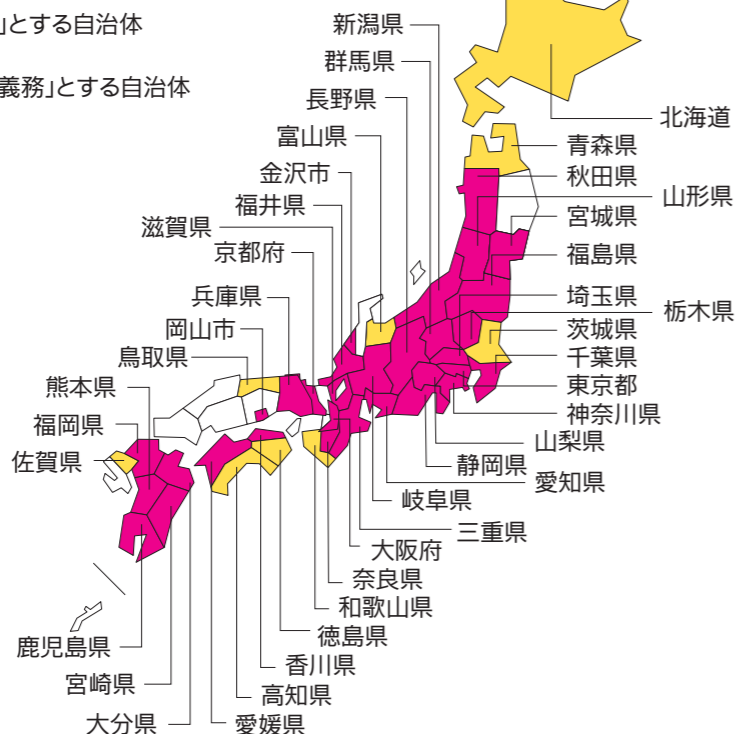 」とする自治体
義務」とする自治体
新潟県
群馬県
長野県
富山県
金沢市
福井県
滋賀県
京都府
兵庫県
岡山市
鳥取県
熊本県
福岡県
佐賀県
北海道
青森県
秋田県
山形県
宮城県
福島県
埼玉県
栃木県
茨城県
千葉県
東京都
神奈川県
山梨県
静岡県
愛知県
岐阜県
三重県
大阪府
奈良県
和歌山県
徳島県
香川県
高知県
愛媛県
鹿児島県
宮崎県
大分県